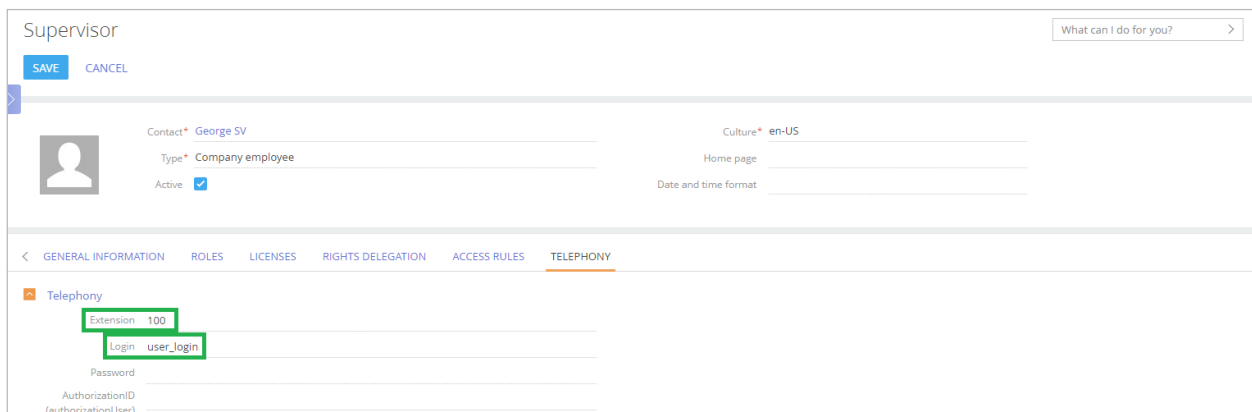 Supervisor
What can I do for you?
SAVE CANCEL
Contact* George SV
Culture* en-US
Type* Company employee
Home page
Active
Date and time format
GENERAL INFORMATION ROLES LICENSES RIGHTS DELEGATION ACCESS RULES TELEPHONY
Telephony
Extension 100
Login user_login
Password
AuthorizationID
(authorizationUser)